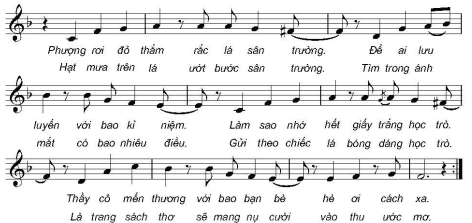 Phượng rơi đỏ thắm rắc lá sân trường. Để ai lưu
Hạt mưa trên lá ướt bước sân trường. Tìm trong ánh
luyến với bao kỉ niệm. Làm sao nhớ hết giấy trắng học trò.
mắt có bao nhiêu điều. Gửi theo chiếc lá bóng dáng học trò.
Thầy cô mến thương với bao bạn bè hè ơi cách xa.
Là trang sách thơ sẽ mang nụ cười vào thu ước mơ.